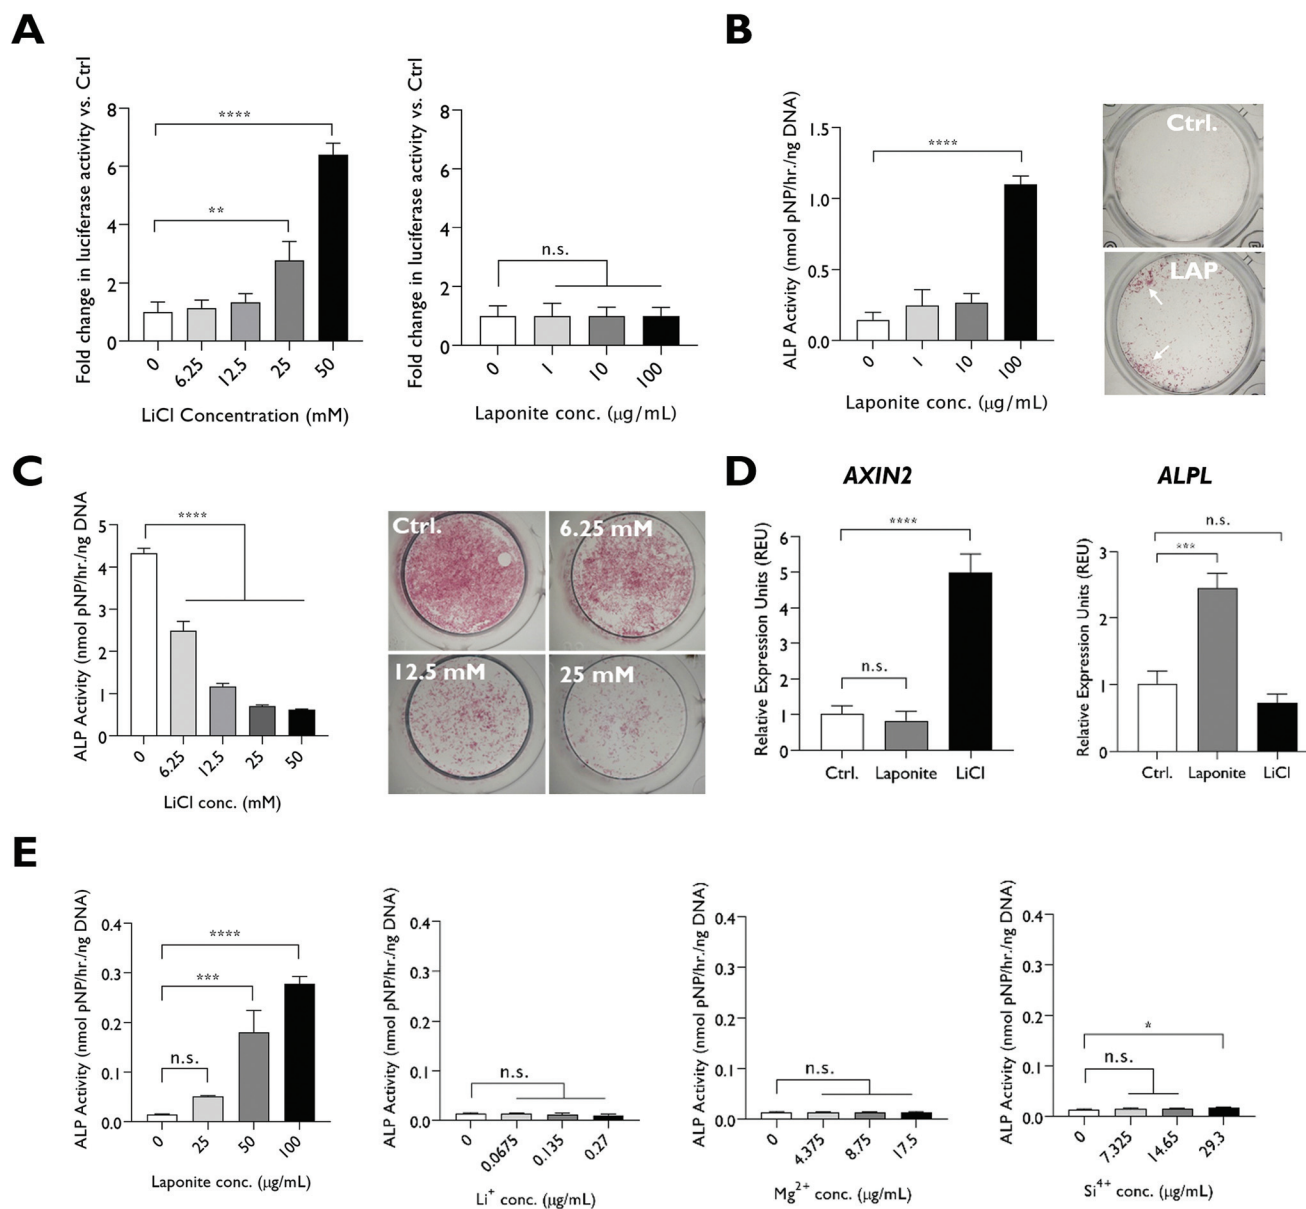 A
Fold change in luciferase activity vs. Ctrl
8
6
4
2
0
****
**
0
6.25
12.5
25
50
LiCl Concentration (mM)
Fold change in luciferase activity vs. Ctrl
8
6
4
2
0
n.s.
0
1
10
100
Laponite conc. (μg/mL)
B
ALP Activity (nmol pNP/hr./ng DNA)
1.5
1.0
0.5
0.0
****
0
1
10
100
Laponite conc. (μg/mL)
Ctrl.
LAP
C
ALP Activity (nmol pNP/hr./ng DNA
5
4
3
2
1
0
****
0
6.25
12.5
25
50
LiCl conc. (mM)
Ctrl.
6.25 mM
12.5 mM
25 mM
D
AXIN2
Relative Expression Units (REU)
6
5
4
3
2
1
0
****
n.s.
Ctrl.
Laponite
LiCl
ALPL
Relative Expression Units (REU)
3
2
1
0
n.s.
***
Ctrl.
Laponite
LiCl
E
ALP Activity (nmol pNP/hr./ng DNA)
0.4
0.3
0.2
0.1
0.0
****
***
n.s.
0
25
50
100
Laponite conc. (μg/mL)
ALP Activity (nmol pNP/hr./ng DNA)
0.4
0.3
0.2
0.1
0.0
n.s.
0
0.0675
0.135
0.27
Li⁺ conc. (μg/mL)
ALP Activity (nmol pNP/hr./ng DNA)
0.4
0.3
0.2
0.1
0.0
n.s.
0
4.375
8.75
17.5
Mg²⁺ conc. (μg/mL)
ALP Activity (nmol pNP/hr./ng DNA)
0.4
0.3
0.2
0.1
0.0
*
n.s.
0
7.325
14.65
29.3
Si⁴⁺ conc. (μg/mL)